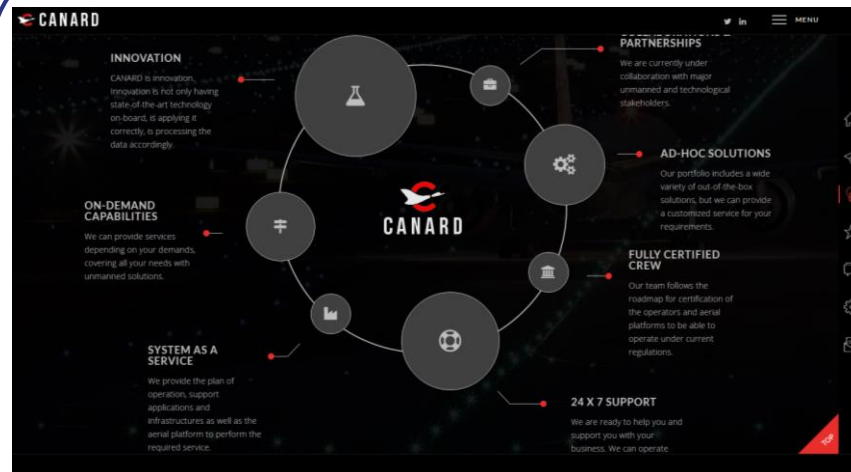 CANARD
MENU
INNOVATION
CANARD is innovation.
Innovation is not only having
state-of-the-art technology
on-board, is applying it
correctly, is processing the
data accordingly.
PARTNERSHIPS
We are currently under
collaboration with major
unmanned and technological
stakeholders.
AD-HOC SOLUTIONS
Our portfolio includes a wide
variety of out-of-the-box
solutions, but we can provide
a customized service for your
requirements.
ON-DEMAND
CAPABILITIES
We can provide services
depending on your demands,
covering all your needs with
unmanned solutions.
CANARD
FULLY CERTIFIED
CREW
Our team follows the
roadmap for certification of
the operators and aerial
platforms to be able to
operate under current
regulations.
SYSTEM AS A
SERVICE
We provide the plan of
operation, support
applications and
infrastructures as well as the
aerial platform to perform the
required service.
24 X 7 SUPPORT
We are ready to help you and
support you with your
business. We can operate
TOP